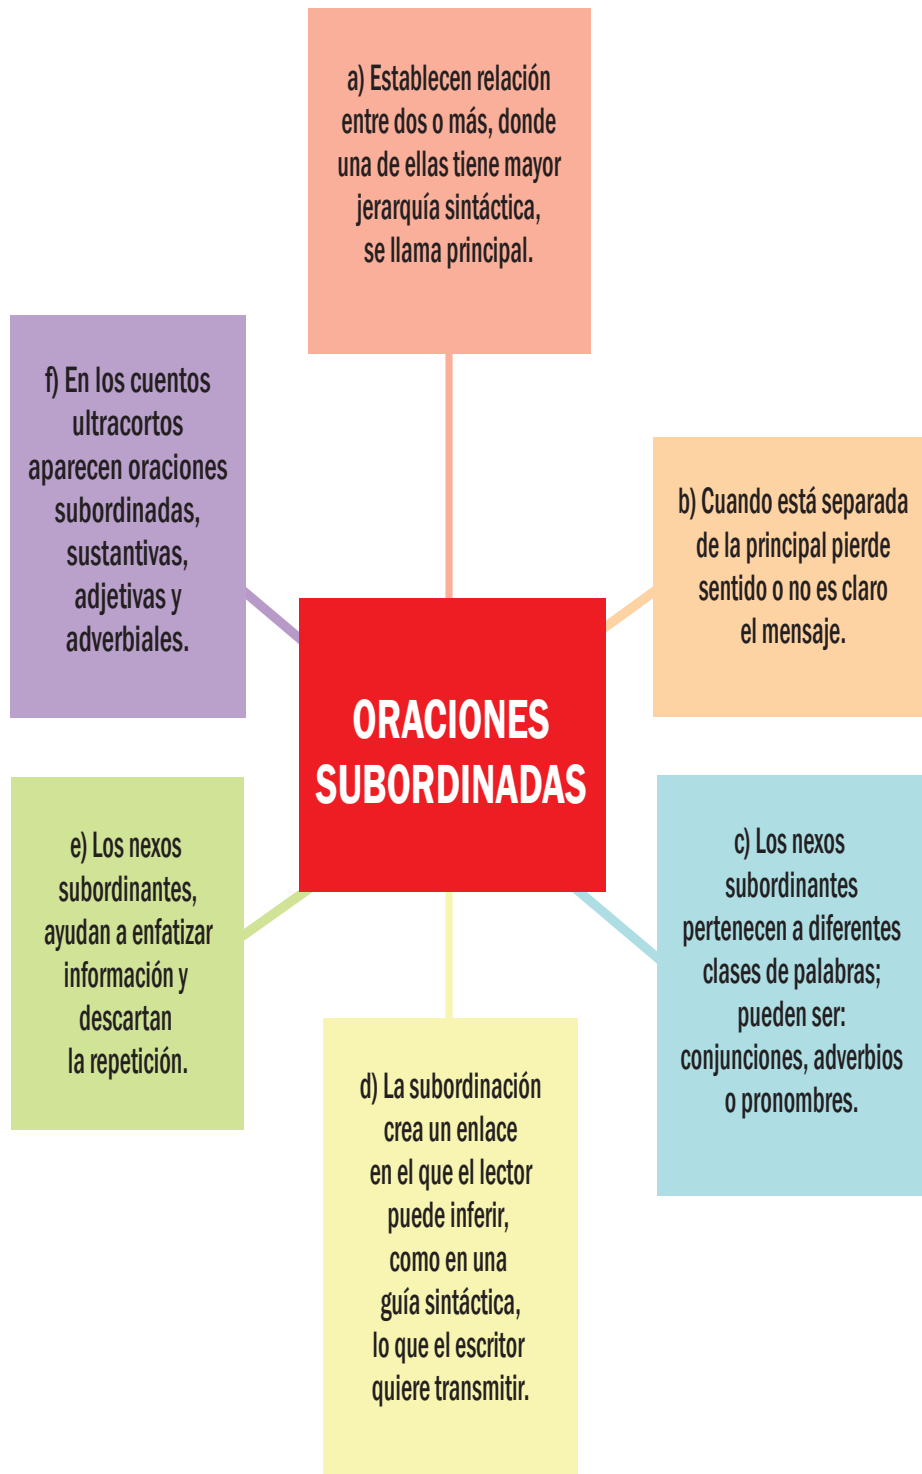 a) Establecen relación
entre dos o más, donde
una de ellas tiene mayor
jerarquía sintáctica,
se llama principal.
f) En los cuentos
ultracortos
aparecen oraciones
subordinadas,
sustantivas,
adjetivas y
adverbiales.
b) Cuando está separada
de la principal pierde
sentido o no es claro
el mensaje.
ORACIONES
SUBORDINADAS
e) Los nexos
subordinantes,
ayudan a enfatizar
información y
descartan
la repetición.
c) Los nexos
subordinantes
pertenecen a diferentes
clases de palabras;
pueden ser:
conjunciones, adverbios
o pronombres.
d) La subordinación
crea un enlace
en el que el lector
puede inferir,
como en una
guía sintáctica,
lo que el escritor
quiere transmitir.